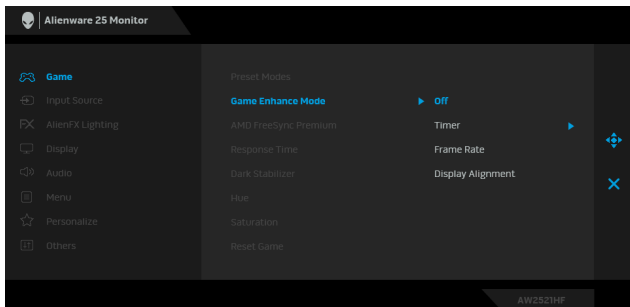 Alienware 25 Monitor
Game
Input Source
AlienFX Lighting
Display
Audio
Menu
Personalize
Others
Preset Modes
Game Enhance Mode
AMD FreeSync Premium
Response Time
Dark Stabilizer
Hue
Saturation
Reset Game
Off
Timer
Frame Rate
Display Alignment
AW2521HF